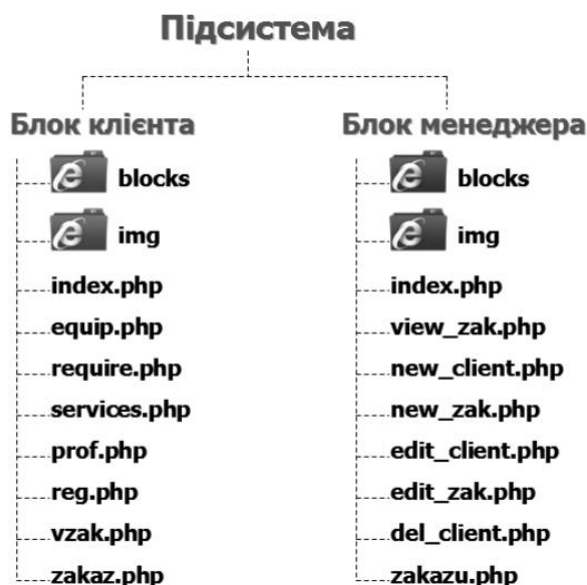 Підсистема
Блок клієнта
blocks
img
index.php
equip.php
require.php
services.php
prof.php
reg.php
vzak.php
zakaz.php
Блок менеджера
blocks
img
index.php
view_zak.php
new_client.php
new_zak.php
edit_client.php
edit_zak.php
del_client.php
zakazu.php